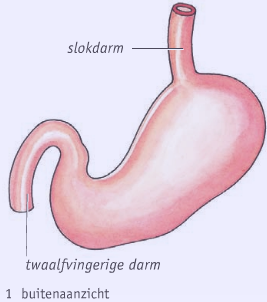 slokdarm
twaalfvingerige darm
1 buitenaanzicht